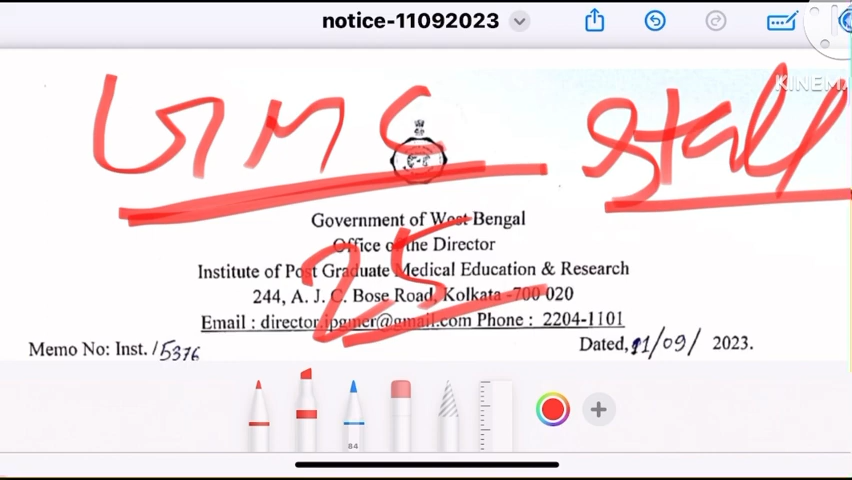 notice-11092023
KINEM
GMC staff
25
Government of West Bengal
Office of the Director
Institute of Post Graduate Medical Education & Research
244, A. J. C. Bose Road, Kolkata -700 020
Email : director.ipgmer@gmail.com Phone : 2204-1101
Memo No: Inst. /5376 Dated, 11/09/ 2023.
84